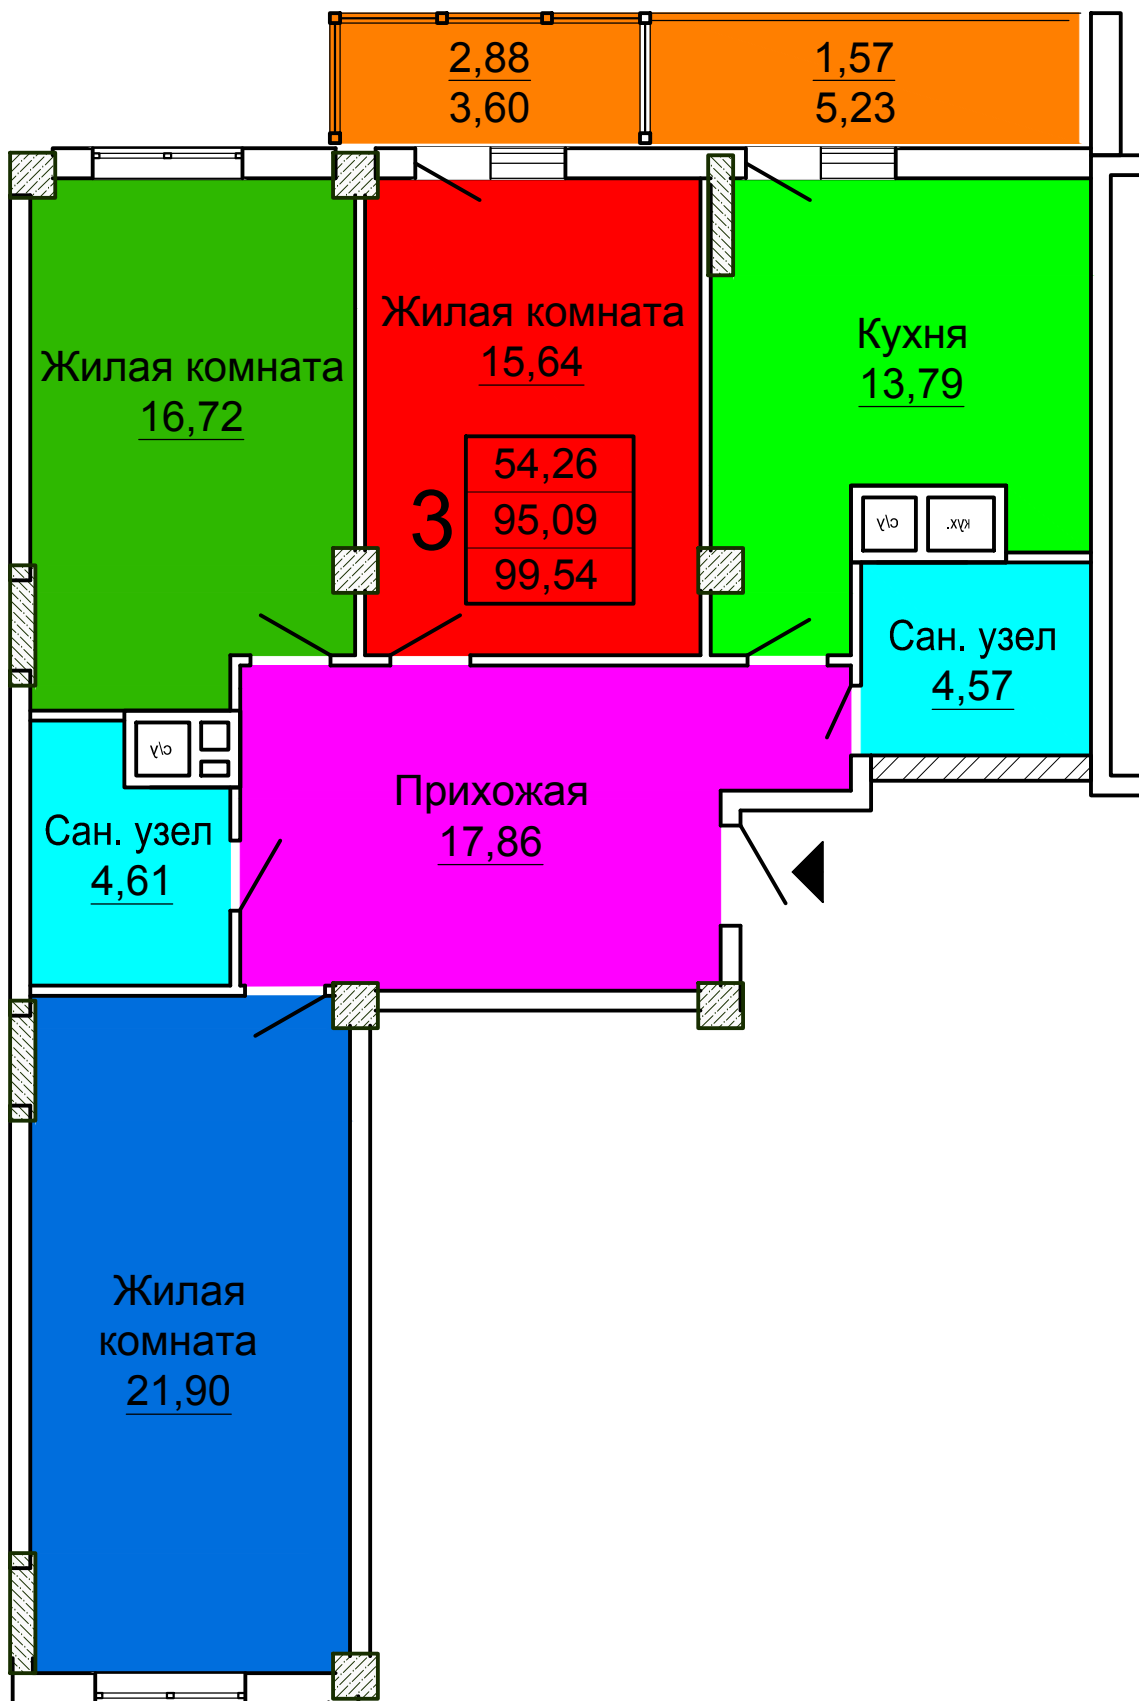 2,88
3,60
1,57
5,23
Жилая комната
16,72
Жилая комната
15,64
Кухня
13,79
3
54,26
95,09
99,54
с/у
кух.
Сан. узел
4,57
с/у
Прихожая
17,86
Сан. узел
4,61
Жилая
комната
21,90